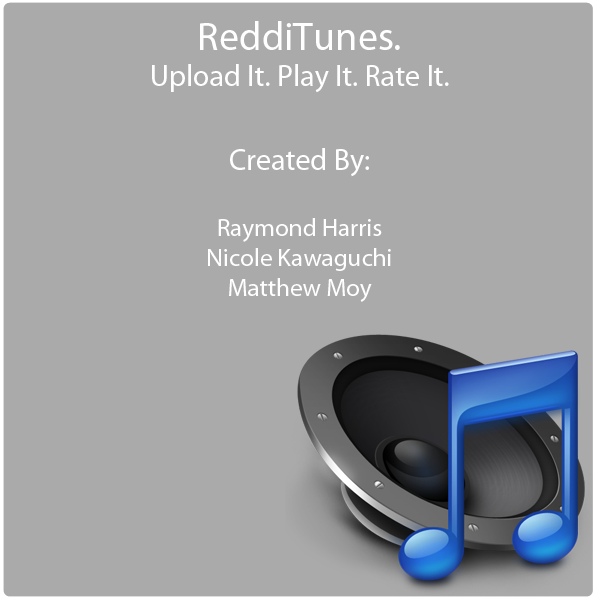 ReddiTunes.
Upload It. Play It. Rate It.
Created By:
Raymond Harris
Nicole Kawaguchi
Matthew Moy